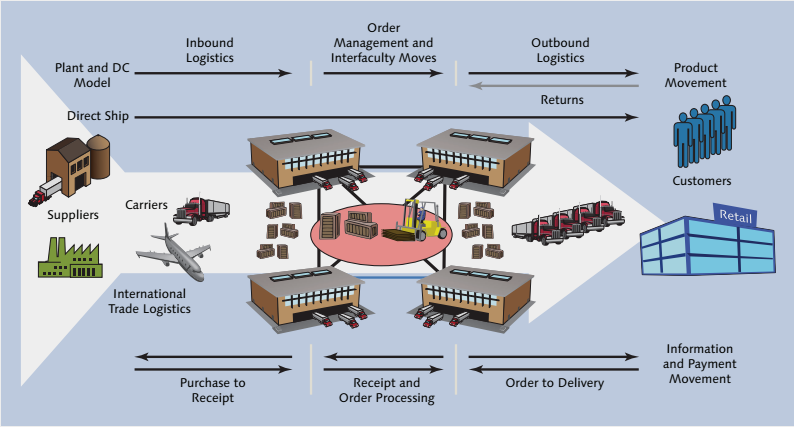 Order
Inbound
Management and
Outbound
Logistics
Interfaculty Moves
Logistics
Plant and DC
Model
Product
Movement
Returns
Direct Ship
Customers
Carriers
Suppliers
Retail
International
Trade Logistics
Information
and Payment
Movement
Purchase to
Receipt
Receipt and
Order Processing
Order to Delivery